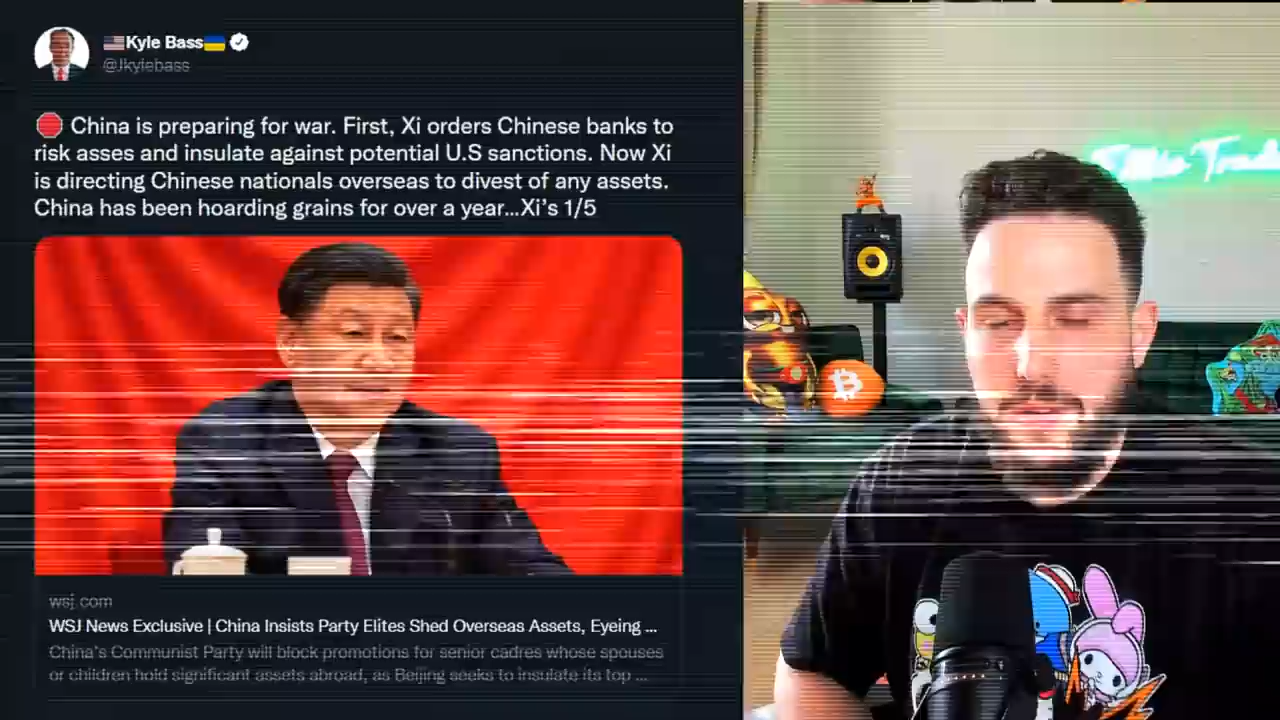 Kyle Bass
@Jkylebass
China is preparing for war. First, Xi orders Chinese banks to
risk asses and insulate against potential U.S sanctions. Now Xi
is directing Chinese nationals overseas to divest of any assets.
China has been hoarding grains for over a year...Xi's 1/5
wsj.com
WSJ News Exclusive | China Insists Party Elites Shed Overseas Assets, Eyeing ...
China's Communist Party will block promotions for senior cadres whose spouses
or children hold significant assets abroad, as Beijing seeks to insulate its top ...